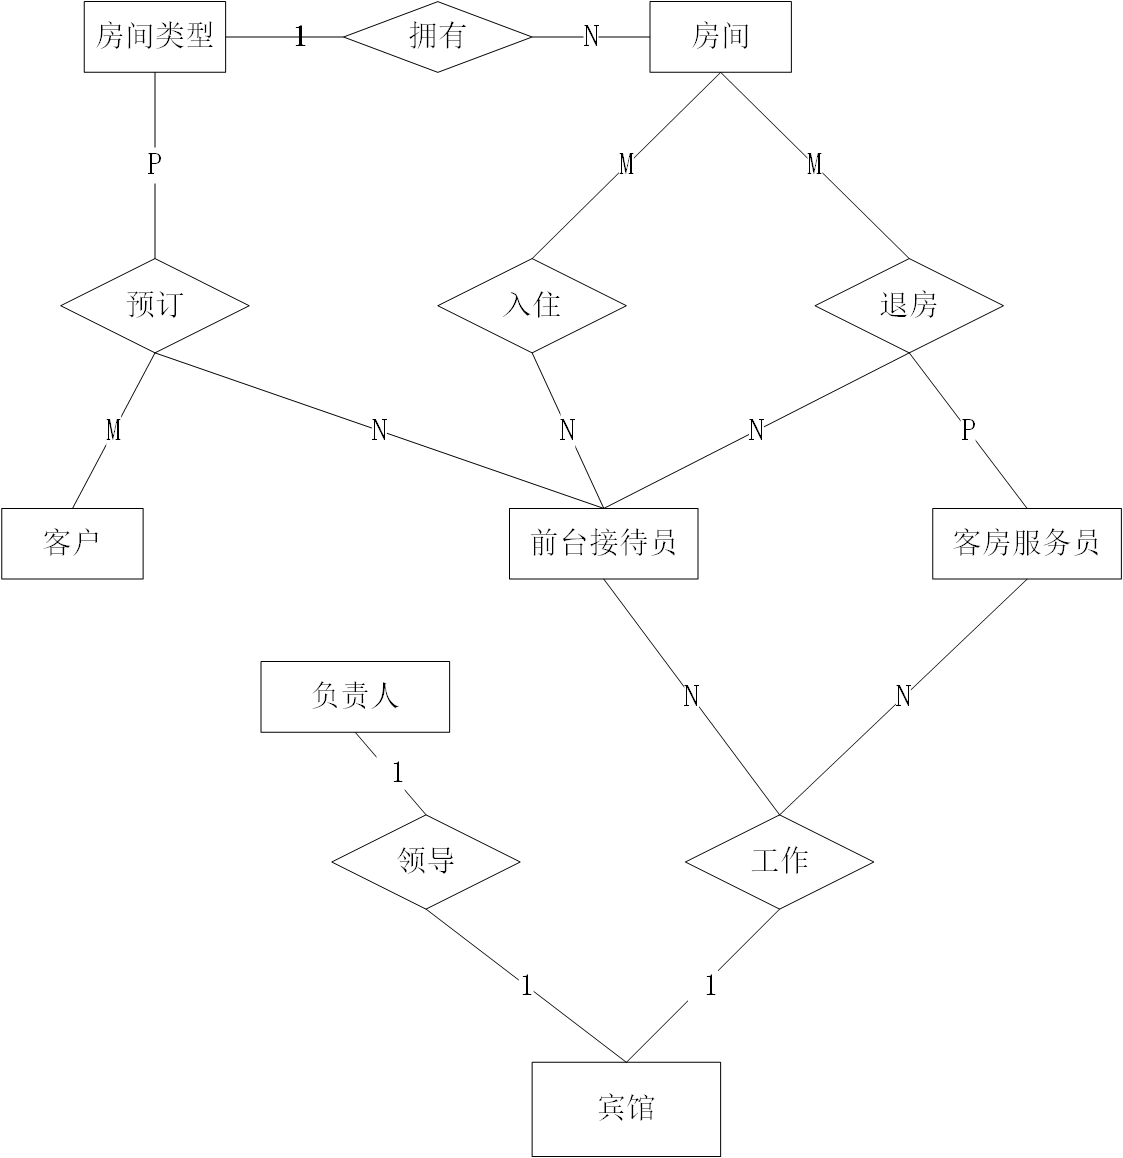 房间类型 1 拥有 N 房间
P M M
预订 入住 退房
M N N N P
客户 前台接待员 客房服务员
负责人 N N
1
领导 工作
1 1
宾馆